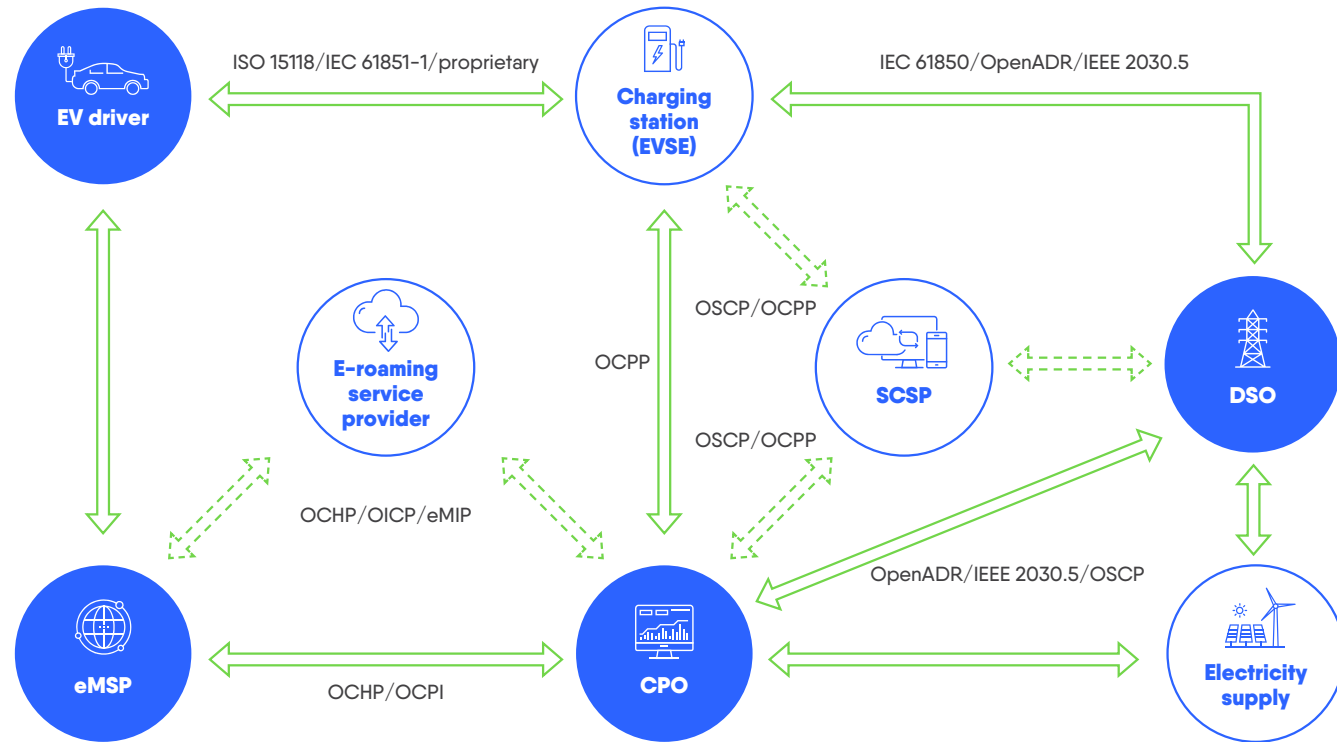 ISO 15118/IEC 61851-1/proprietary
IEC 61850/OpenADR/IEEE 2030.5
EV driver
Charging
station
(EVSE)
OSCP/OCPP
OCPP
E-roaming
service
provider
SCSP
DSO
OSCP/OCPP
OCHP/OICP/eMIP
OpenADR/IEEE 2030.5/OSCP
eMSP
OCHP/OCPI
CPO
Electricity
supply